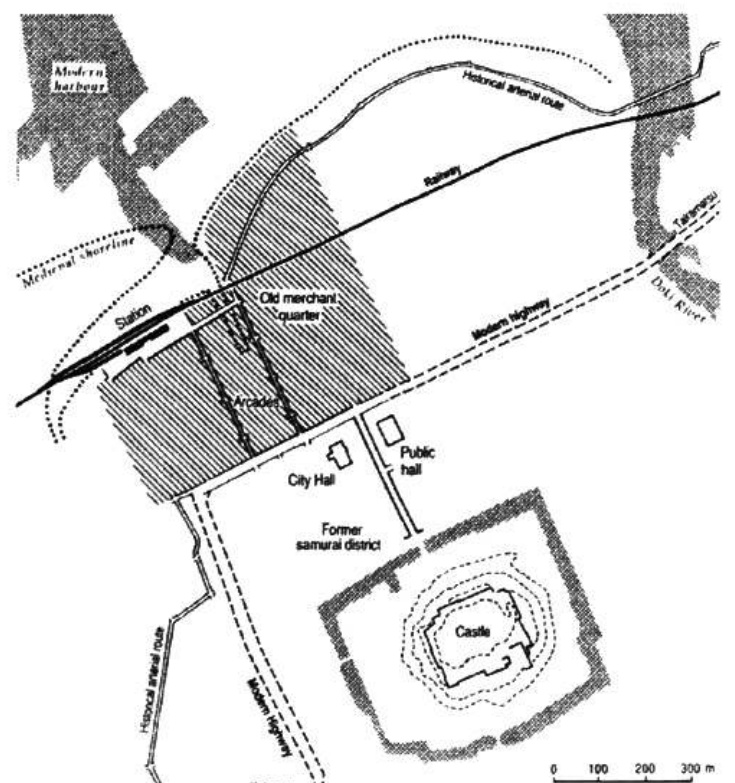 Modern
harbour
Historical arterial route
Railway
Takamatsu
Medieval shoreline
Station
Old merchant
quarter
Doki River
Modern highway
Arcades
City Hall
Public
hall
Former
samurai district
Castle
Historical arterial route
Modern Highway
0 100 200 300 m